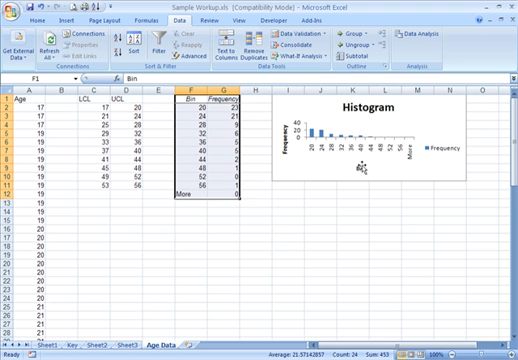 Sample Workup.xls [Compatibility Mode] - Microsoft Excel
Home Insert Page Layout Formulas Data Review View Developer Add-Ins
Get External Data Refresh All Connections Properties Edit Links Sort Filter Clear Reapply Advanced Text to Columns Remove Duplicates Data Validation Consolidate What-If Analysis Group Ungroup Subtotal Data Analysis
Connections Sort & Filter Data Tools Outline Analysis
F1 fx Bin
A B C D E F G H I J K L M N
1 Age LCL UCL Bin Frequency
2 17 17 20 20 23
3 17 21 24 24 21
4 17 25 28 28 9
5 19 29 32 32 6
6 19 33 36 36 5
7 19 37 40 40 5
8 19 41 44 44 2
9 19 45 48 48 1
10 19 49 52 52 0
11 19 53 56 56 1
12 19 More 0
13 19
14 19
15 20
16 20
17 20
18 20
19 20
20 20
21 20
22 20
23 20
24 21
25 21
26 21
27 21
28 21
Histogram
Frequency
40
20
0
20 24 28 32 36 40 44 48 52 56 More
Frequency
Sheet1 Key Sheet2 Sheet3 Age Data
Ready Average: 21.57142857 Count: 24 Sum: 453 100%